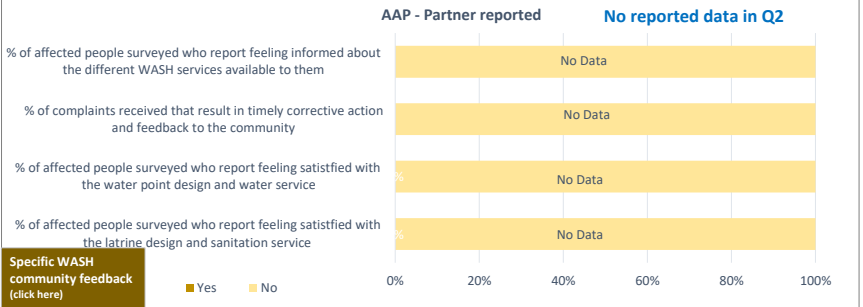 AAP - Partner reported
No reported data in Q2
% of affected people surveyed who report feeling informed about
the different WASH services available to them
No Data
% of complaints received that result in timely corrective action
and feedback to the community
No Data
% of affected people surveyed who report feeling satistfied with
the water point design and water service
%
No Data
% of affected people surveyed who report feeling satistfied with
the latrine design and sanitation service
%
No Data
0% 20% 40% 60% 80% 100%
Specific WASH
community feedback
(click here)
Yes No